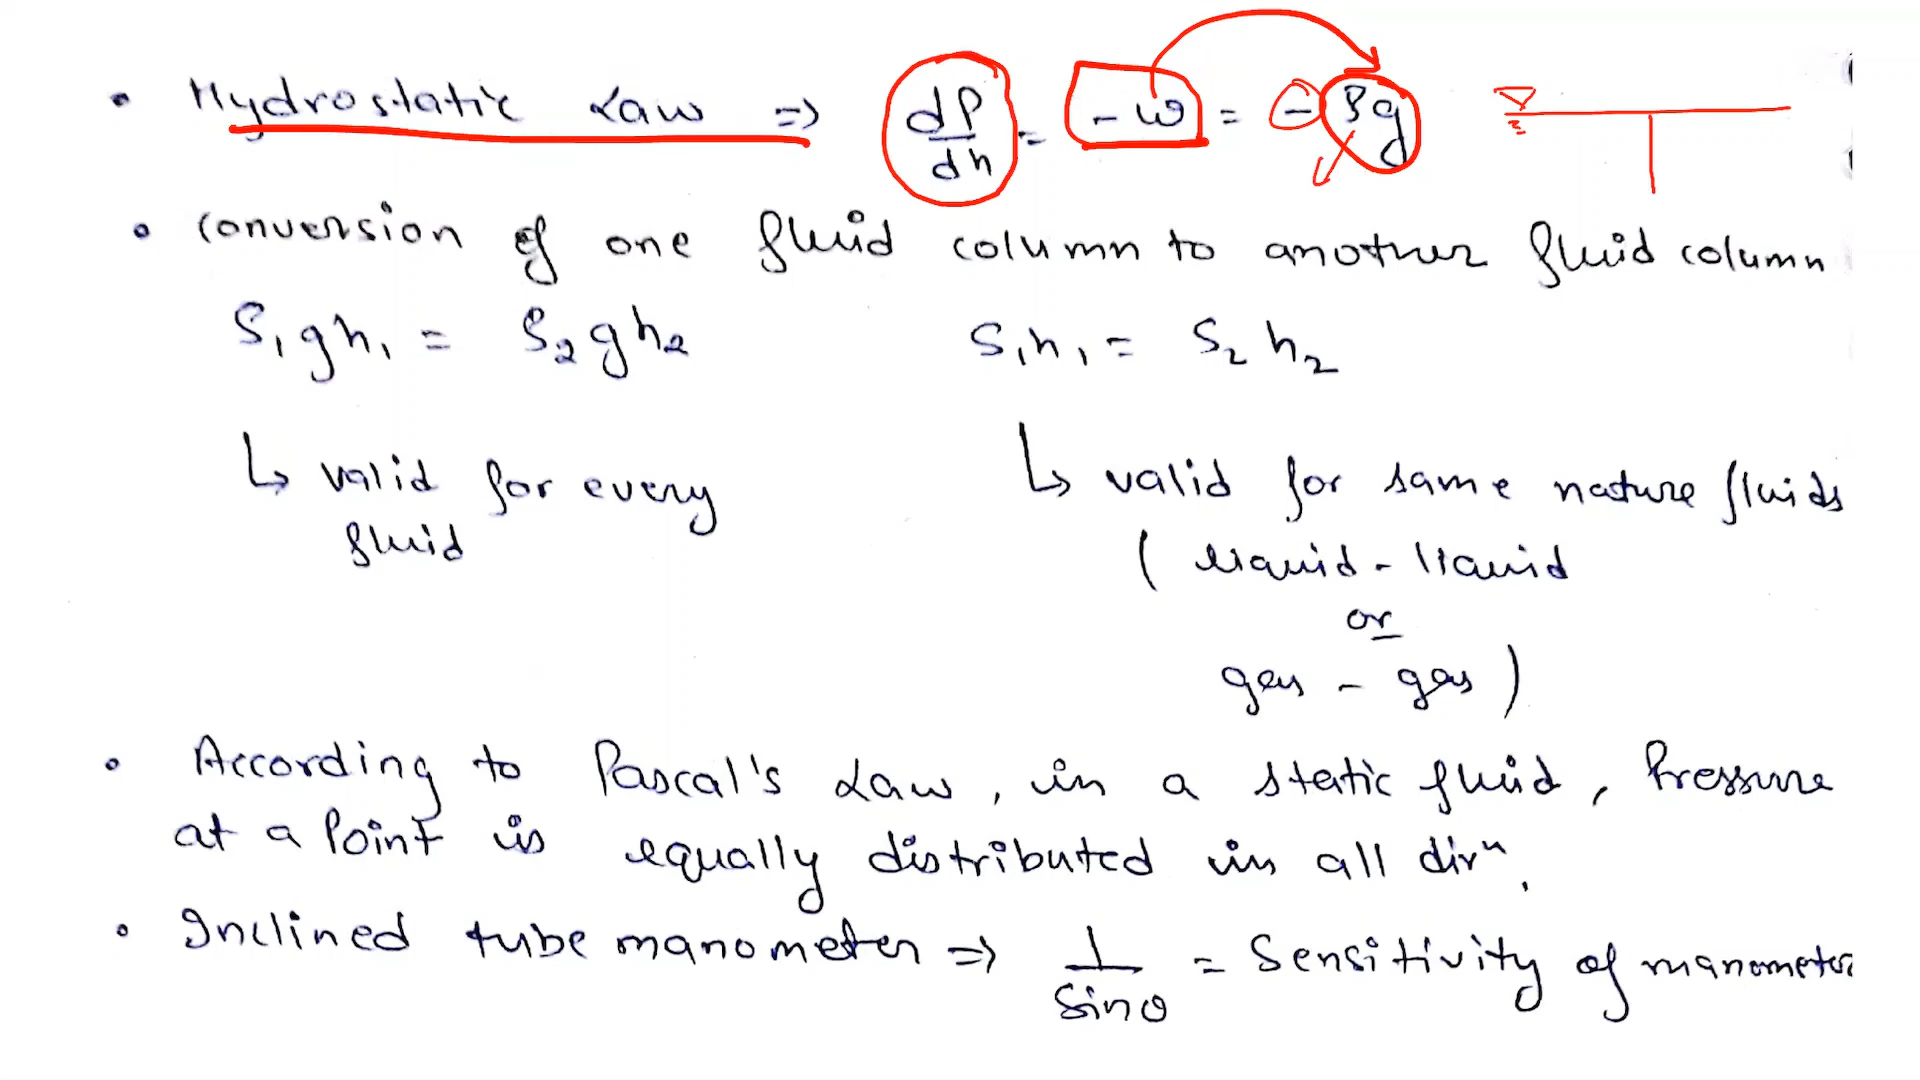 • Hydrostatic Law ⇒ dP/dh = -w = -ρg
• Conversion of one fluid column to another fluid column
ρ₁gh₁ = ρ₂gh₂ S₁h₁ = S₂h₂
↳ valid for every fluid
↳ valid for same nature fluids
(liquid - liquid
or
gas - gas)
• According to Pascal's Law, in a static fluid, Pressure
at a Point is equally distributed in all dirⁿ.
• Inclined tube manometer ⇒ 1/sinθ = Sensitivity of manometer